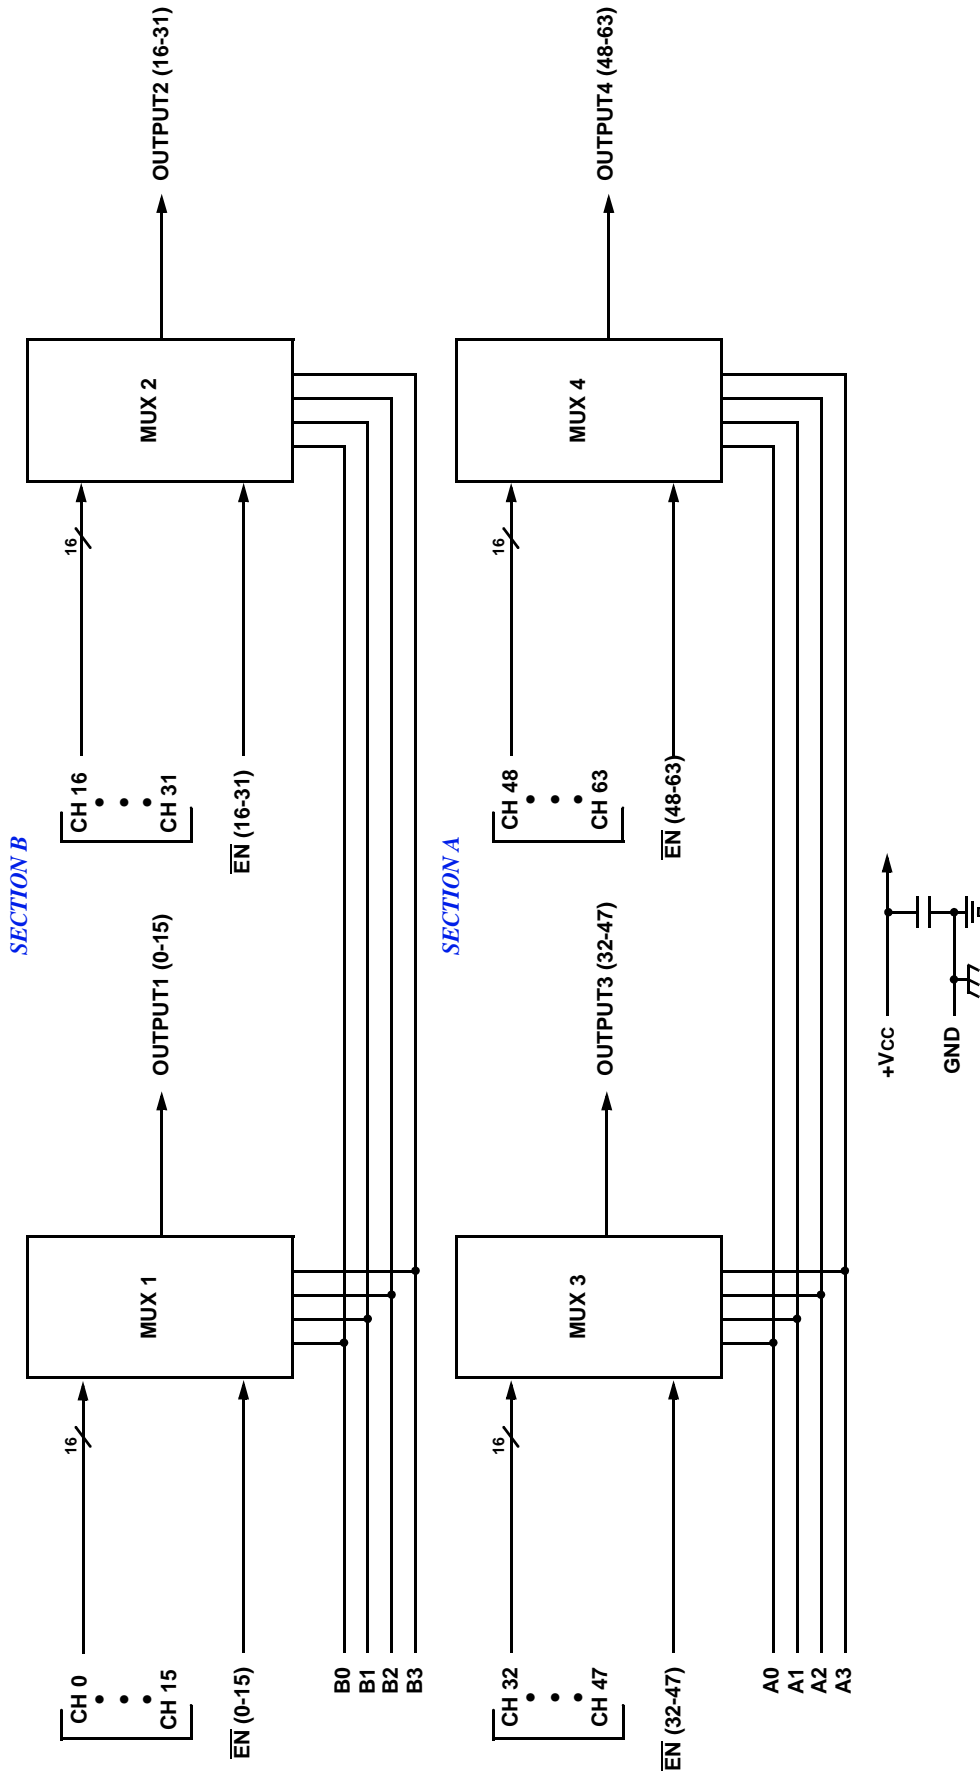 SECTION B
CH 0
CH 15
16
EN (0-15)
MUX 1
OUTPUT1 (0-15)
CH 16
CH 31
16
EN (16-31)
MUX 2
OUTPUT2 (16-31)
B0
B1
B2
B3
SECTION A
CH 32
CH 47
16
EN (32-47)
MUX 3
OUTPUT3 (32-47)
CH 48
CH 63
16
EN (48-63)
MUX 4
OUTPUT4 (48-63)
A0
A1
A2
A3
+VCC
GND